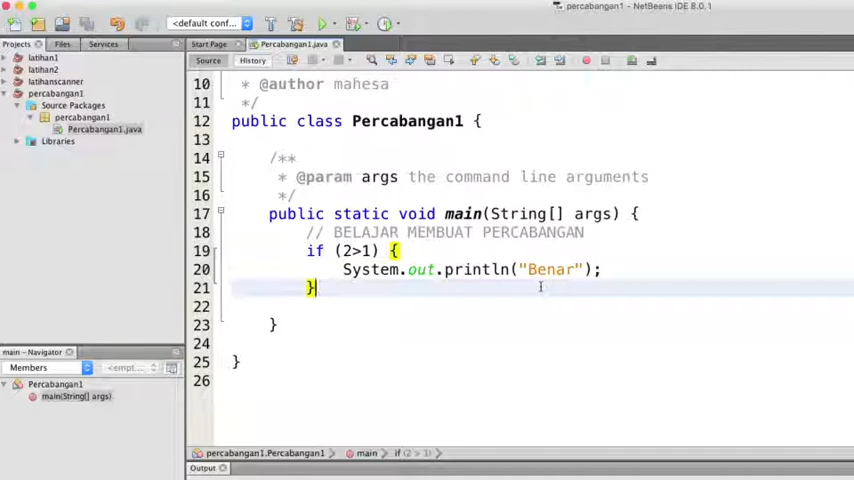 percabangan1 - NetBeans IDE 8.0.1
<default conf...
Projects
Files
Services
Start Page
Percabangan1.java
Source
History
latihan1
latihan2
latihanscanner
percabangan1
Source Packages
percabangan1
Percabangan1.java
Libraries
10 * @author mahesa
11 */
12 public class Percabangan1 {
13
14 /**
15 * @param args the command line arguments
16 */
17 public static void main(String[] args) {
18 // BELAJAR MEMBUAT PERCABANGAN
19 if (2>1) {
20 System.out.println("Benar");
21 }
22
23 }
24
25 }
26
main - Navigator
Members
<empt...
Percabangan1
main(String[] args)
percabangan1.Percabangan1
main
if (2 > 1)
Output